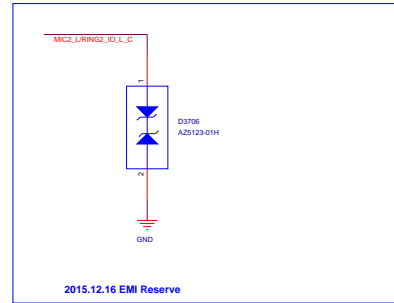 MIC2_L/RING2_IO_L_C
1
D3706
AZ5123-01H
2
GND
2015.12.16 EMI Reserve